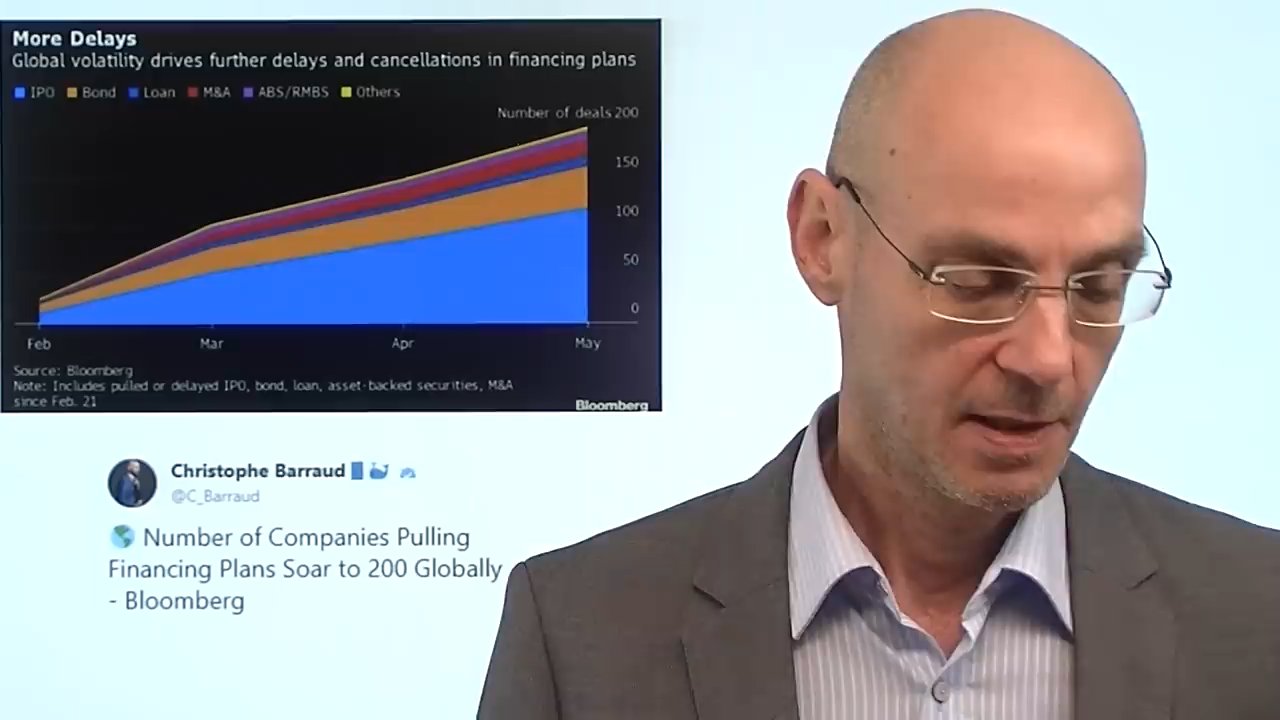 More Delays
Global volatility drives further delays and cancellations in financing plans
IPO Bond Loan M&A ABS/RMBS Others
Number of deals 200
150
100
50
0
Feb Mar Apr May
Source: Bloomberg
Note: Includes pulled or delayed IPO, bond, loan, asset-backed securities, M&A
since Feb. 21
Bloomberg
Christophe Barraud
@C_Barraud
Number of Companies Pulling
Financing Plans Soar to 200 Globally
- Bloomberg